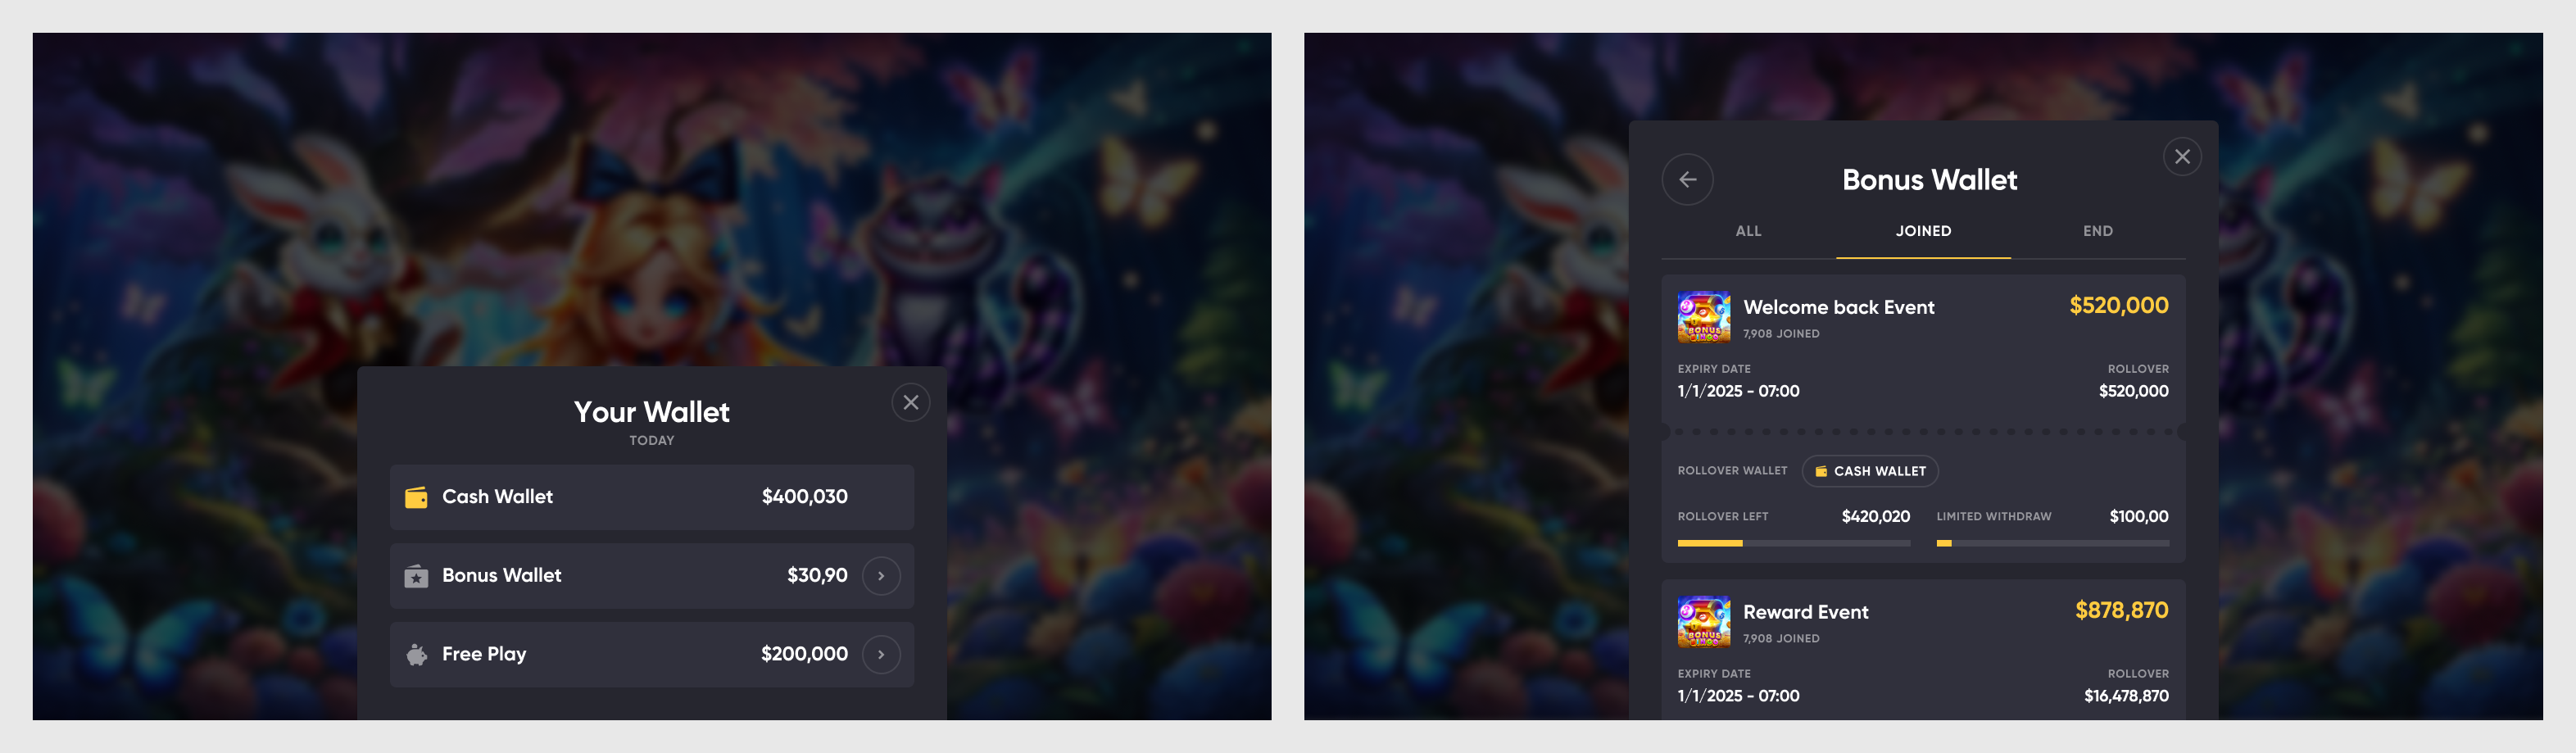 Your Wallet
TODAY
Cash Wallet $400,030
Bonus Wallet $30,90
Free Play $200,000
Bonus Wallet
ALL JOINED END
Welcome back Event $520,000
7,908 JOINED
EXPIRY DATE ROLLOVER
1/1/2025 - 07:00 $520,000
ROLLOVER WALLET CASH WALLET
ROLLOVER LEFT $420,020 LIMITED WITHDRAW $100,00
Reward Event $878,870
7,908 JOINED
EXPIRY DATE ROLLOVER
1/1/2025 - 07:00 $16,478,870